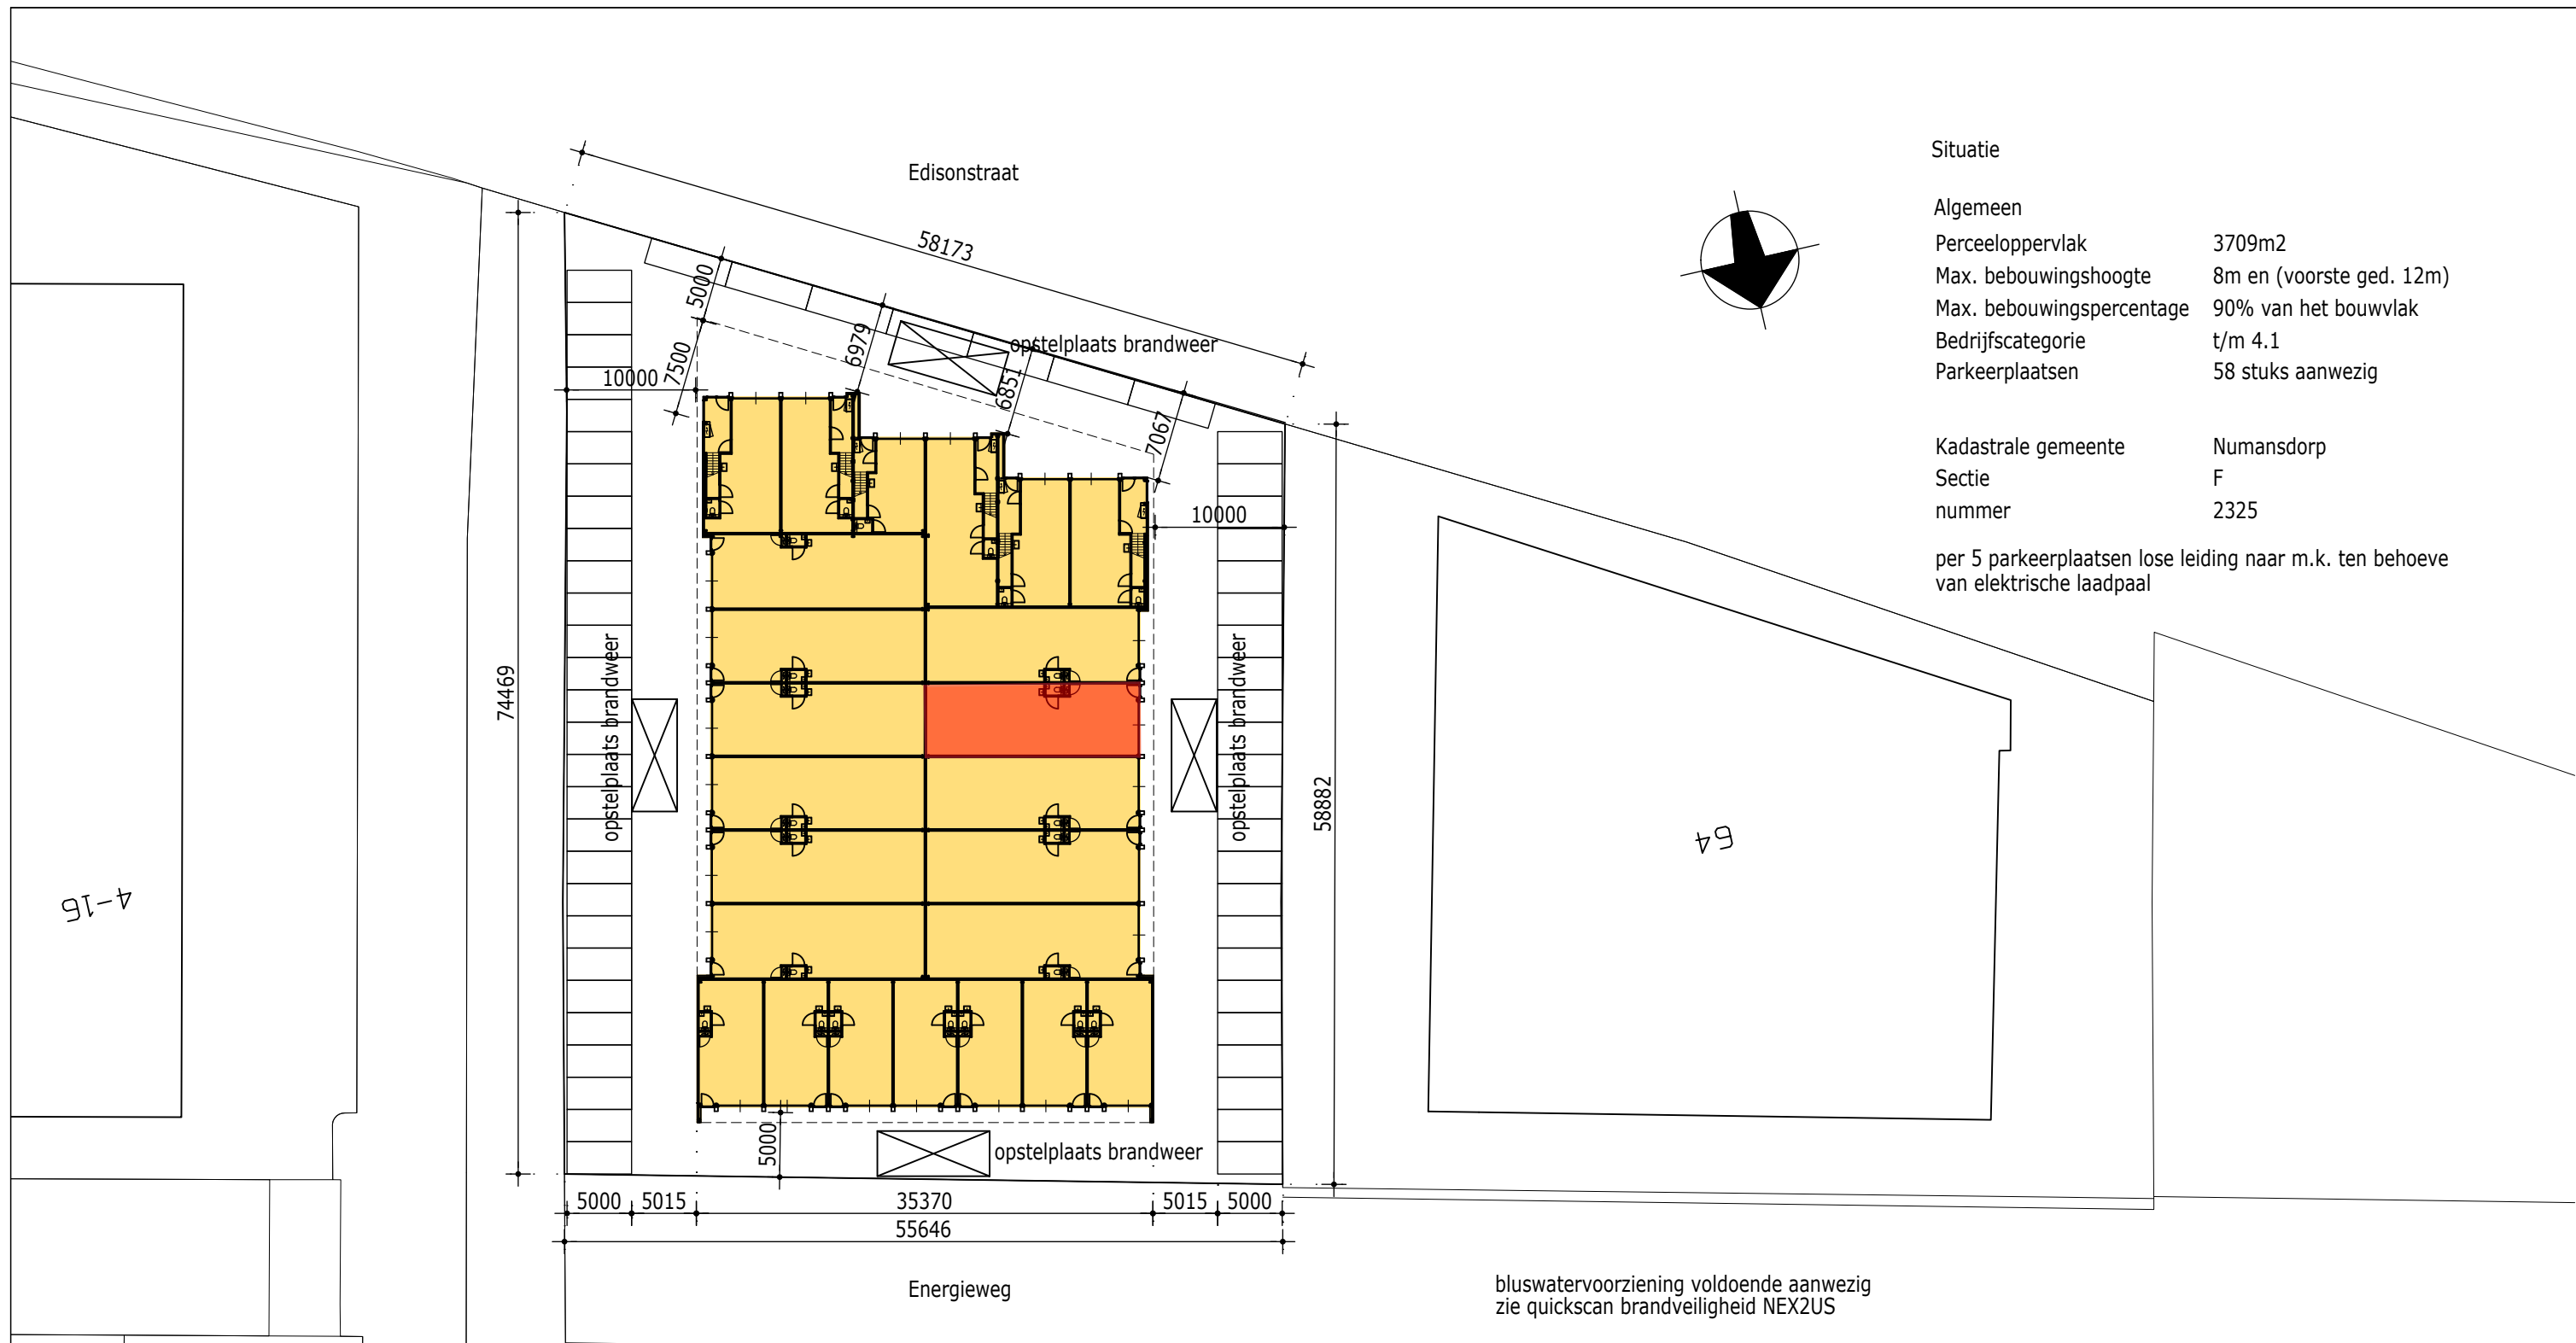 Situatie
Edisonstraat
Algemeen
Perceeloppervlak 3709m2
Max. bebouwingshoogte 8m en (voorste ged. 12m)
Max. bebouwingspercentage 90% van het bouwvlak
Bedrijfscategorie t/m 4.1
Parkeerplaatsen 58 stuks aanwezig
Kadastrale gemeente Numansdorp
Sectie F
nummer 2325
per 5 parkeerplaatsen lose leiding naar m.k. ten behoeve
van elektrische laadpaal
58173
5000
7500
6979
opstelplaats brandweer
6851
7067
10000
10000
74469
opstelplaats brandweer
opstelplaats brandweer
58882
64
4-16
5000
opstelplaats brandweer
5000 5015 35370 5015 5000
55646
Energieweg
bluswatervoorziening voldoende aanwezig
zie quickscan brandveiligheid NEX2US